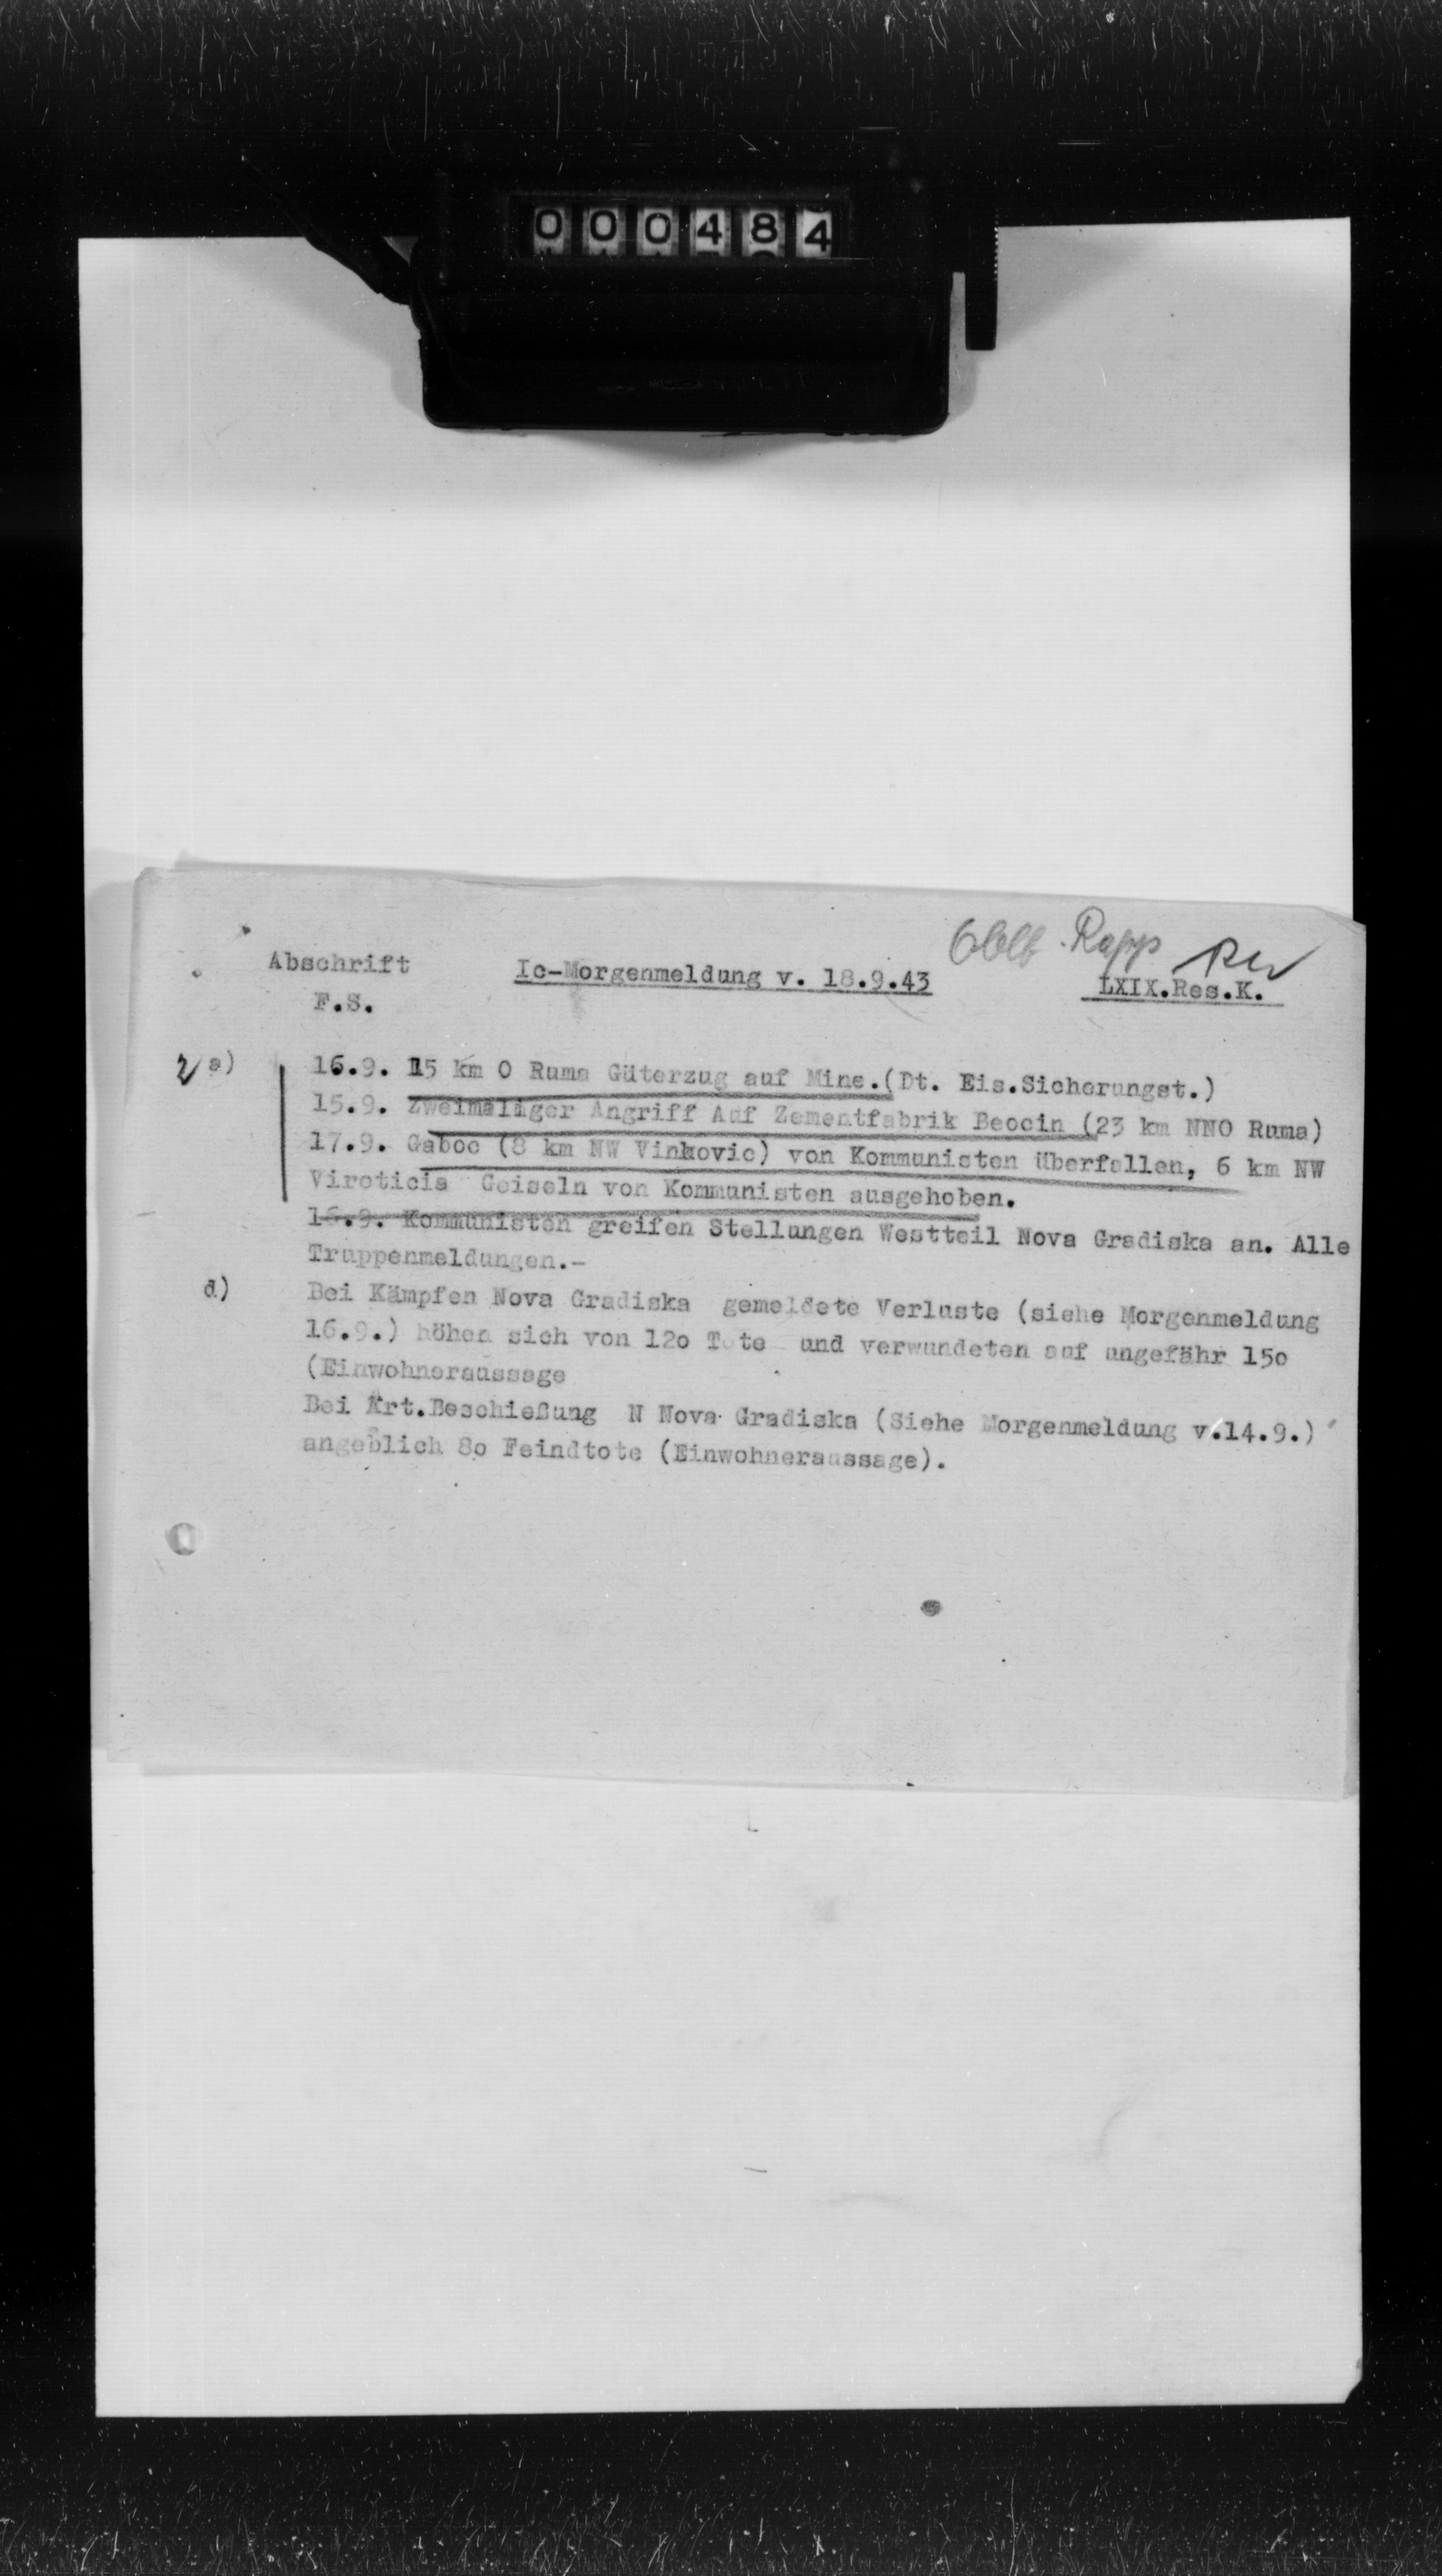 000484
Rapp
Abschrift Ic-Morgenmeldung v. 18.9.43 LXIX.Res.K.
F.S.
a) 16.9. 15 km O Ruma Güterzug auf Mine.(Dt. Eis.Sicherungst.)
15.9. Zweimaliger Angriff Auf Zementfabrik Beocin (23 km NNO Ruma)
17.9. Gaboc (8 km NW Vinkovic) von Kommunisten überfallen, 6 km NW
Viroticia Geiseln von Kommunisten ausgehoben.
16.9. Kommunisten greifen Stellungen Westteil Nova Gradiska an. Alle
Truppenmeldungen.-
d) Bei Kämpfen Nova Gradiska gemeldete Verluste (siehe Morgenmeldung
16.9.) höhen sich von 12o Tote und verwundeten auf ungefähr 15o
(Einwohneraussage
Bei Art.Beschießung N Nova Gradiska (Siehe Morgenmeldung v.14.9.)
angeblich 8o Feindtote (Einwohneraussage).